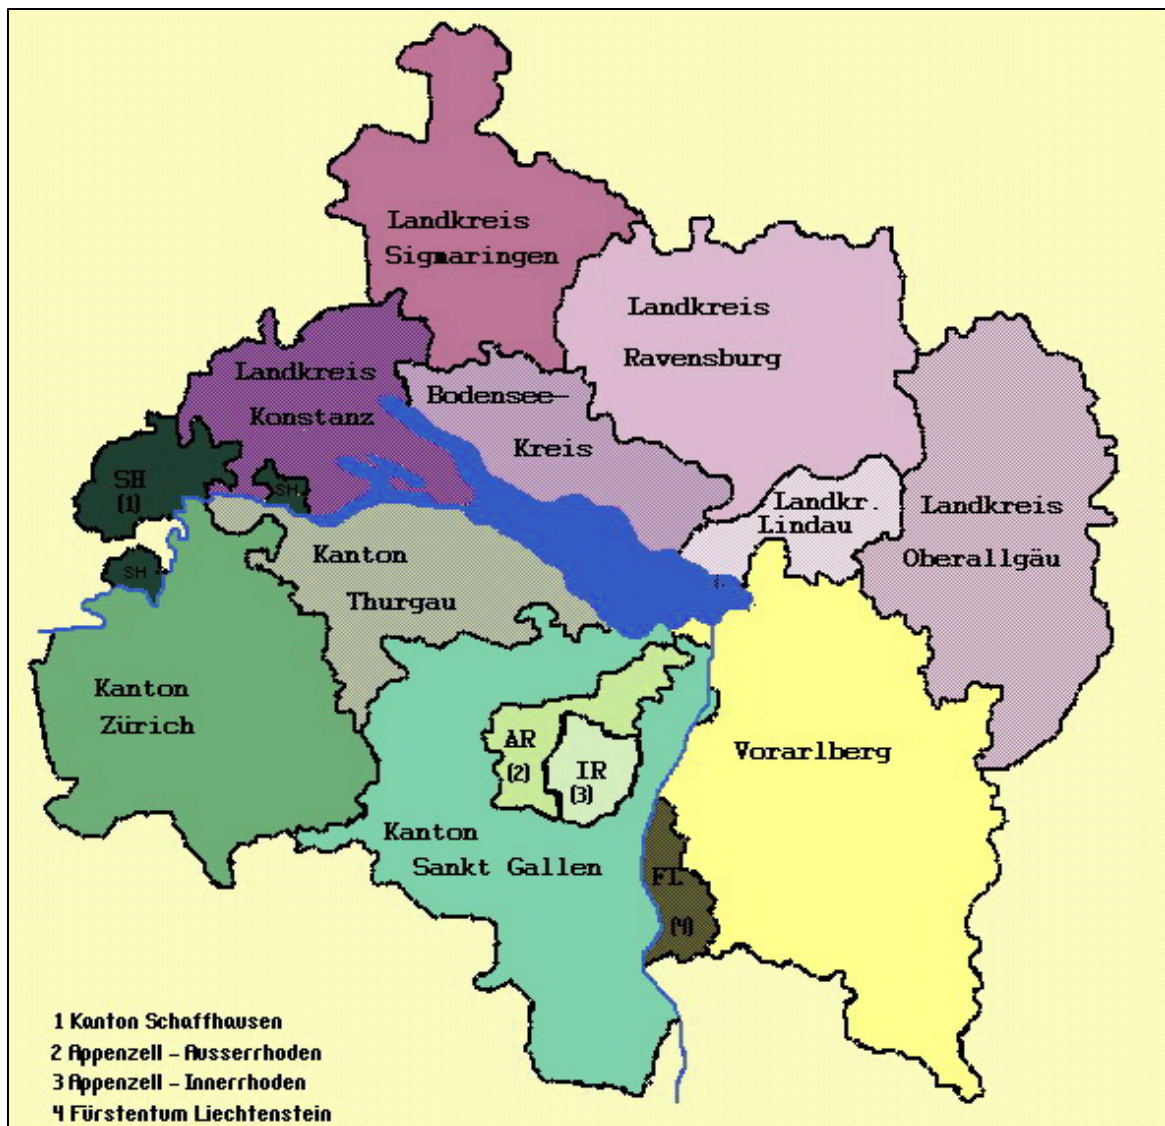 Landkreis
Sigmaringen
Landkreis
Ravensburg
Landkreis
Konstanz
Bodensee-
Kreis
SH
(1)
SH
Landkr.
Lindau
Landkreis
Oberallgäu
Kanton
Thurgau
SH
Kanton
Zürich
AR
(2)
IR
(3)
Vorarlberg
Kanton
Sankt Gallen
FL
(4)
1 Kanton Schaffhausen
2 Appenzell - Ausserrhoden
3 Appenzell - Innerrhoden
4 Fürstentum Liechtenstein